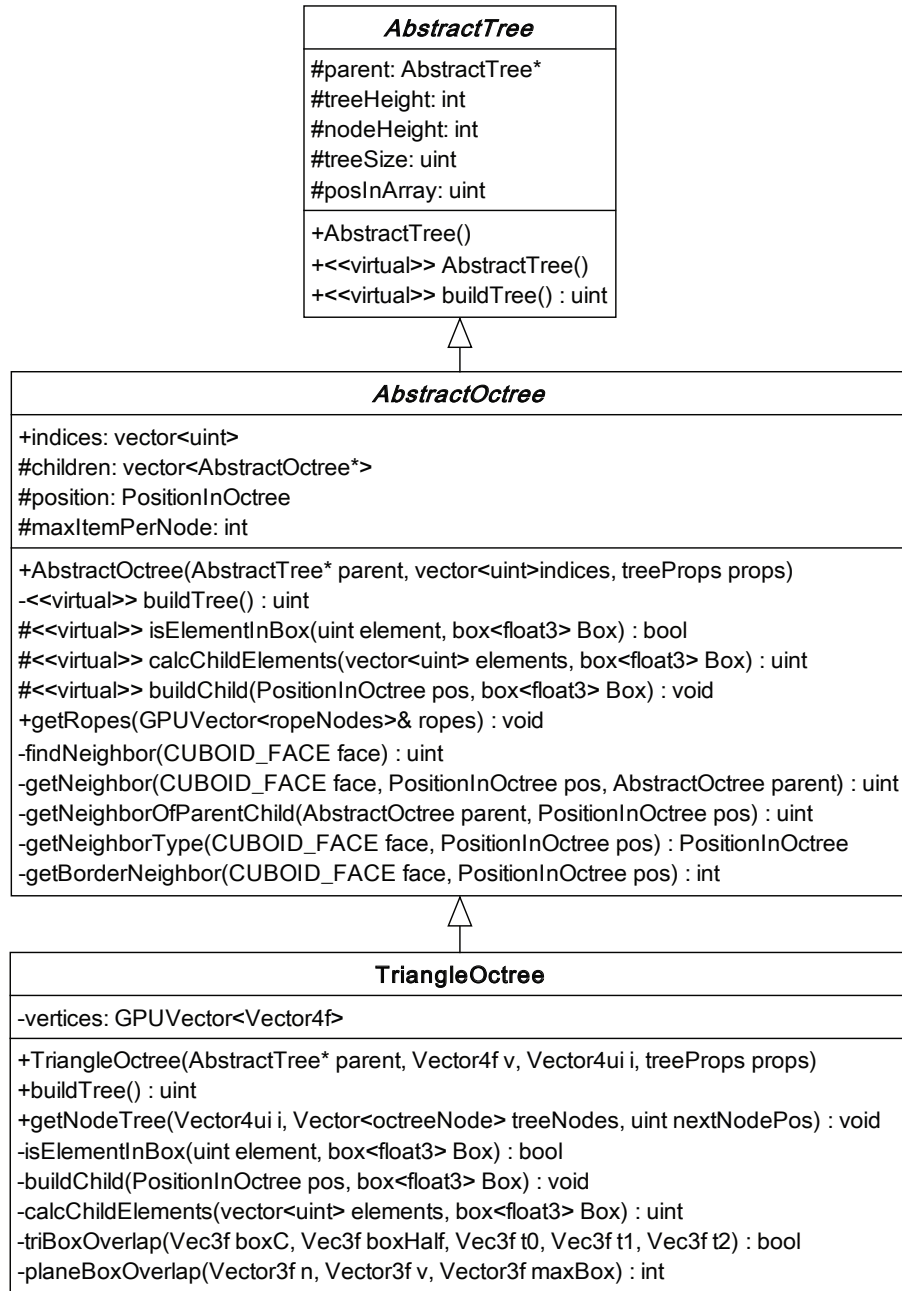 AbstractTree
#parent: AbstractTree*
#treeHeight: int
#nodeHeight: int
#treeSize: uint
#posInArray: uint
+AbstractTree()
+<<virtual>> AbstractTree()
+<<virtual>> buildTree() : uint
AbstractOctree
+indices: vector<uint>
#children: vector<AbstractOctree*>
#position: PositionInOctree
#maxItemPerNode: int
+AbstractOctree(AbstractTree* parent, vector<uint>indices, treeProps props)
-<<virtual>> buildTree() : uint
#<<virtual>> isElementInBox(uint element, box<float3> Box) : bool
#<<virtual>> calcChildElements(vector<uint> elements, box<float3> Box) : uint
#<<virtual>> buildChild(PositionInOctree pos, box<float3> Box) : void
+getRopes(GPUVector<ropeNodes>& ropes) : void
-findNeighbor(CUBOID_FACE face) : uint
-getNeighbor(CUBOID_FACE face, PositionInOctree pos, AbstractOctree parent) : uint
-getNeighborOfParentChild(AbstractOctree parent, PositionInOctree pos) : uint
-getNeighborType(CUBOID_FACE face, PositionInOctree pos) : PositionInOctree
-getBorderNeighbor(CUBOID_FACE face, PositionInOctree pos) : int
TriangleOctree
-vertices: GPUVector<Vector4f>
+TriangleOctree(AbstractTree* parent, Vector4f v, Vector4ui i, treeProps props)
+buildTree() : uint
+getNodeTree(Vector4ui i, Vector<octreeNode> treeNodes, uint nextNodePos) : void
-isElementInBox(uint element, box<float3> Box) : bool
-buildChild(PositionInOctree pos, box<float3> Box) : void
-calcChildElements(vector<uint> elements, box<float3> Box) : uint
-triBoxOverlap(Vec3f boxC, Vec3f boxHalf, Vec3f t0, Vec3f t1, Vec3f t2) : bool
-planeBoxOverlap(Vector3f n, Vector3f v, Vector3f maxBox) : int